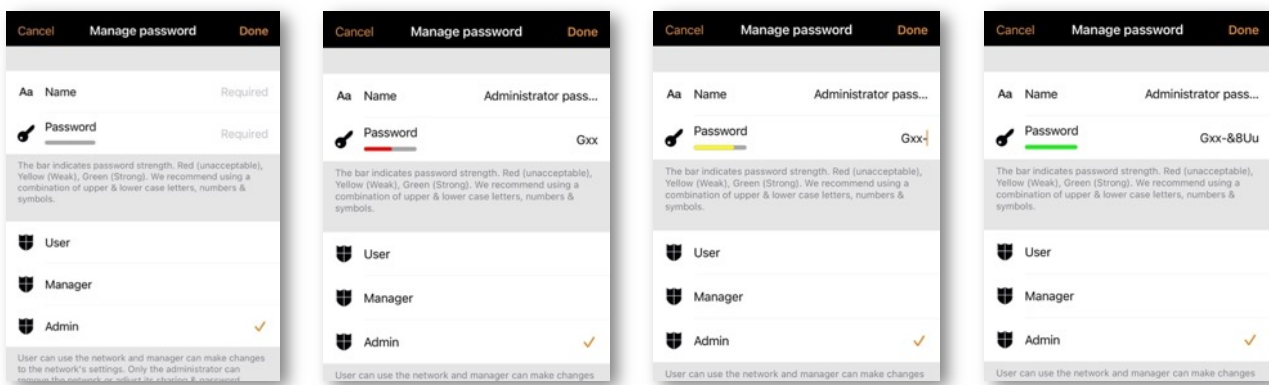 Cancel Manage password Done
Aa Name Required
Password Required
The bar indicates password strength. Red (unacceptable),
Yellow (Weak), Green (Strong). We recommend using a
combination of upper & lower case letters, numbers &
symbols.
User
Manager
Admin
User can use the network and manager can make changes
to the network's settings. Only the administrator can
remove the network or adjust its sharing & password
Cancel Manage password Done
Aa Name Administrator pass...
Password Gxx
The bar indicates password strength. Red (unacceptable),
Yellow (Weak), Green (Strong). We recommend using a
combination of upper & lower case letters, numbers &
symbols.
User
Manager
Admin
User can use the network and manager can make changes
Cancel Manage password Done
Aa Name Administrator pass...
Password Gxx-
The bar indicates password strength. Red (unacceptable),
Yellow (Weak), Green (Strong). We recommend using a
combination of upper & lower case letters, numbers &
symbols.
User
Manager
Admin
User can use the network and manager can make changes
Cancel Manage password Done
Aa Name Administrator pass...
Password Gxx-&8Uu
The bar indicates password strength. Red (unacceptable),
Yellow (Weak), Green (Strong). We recommend using a
combination of upper & lower case letters, numbers &
symbols.
User
Manager
Admin
User can use the network and manager can make changes